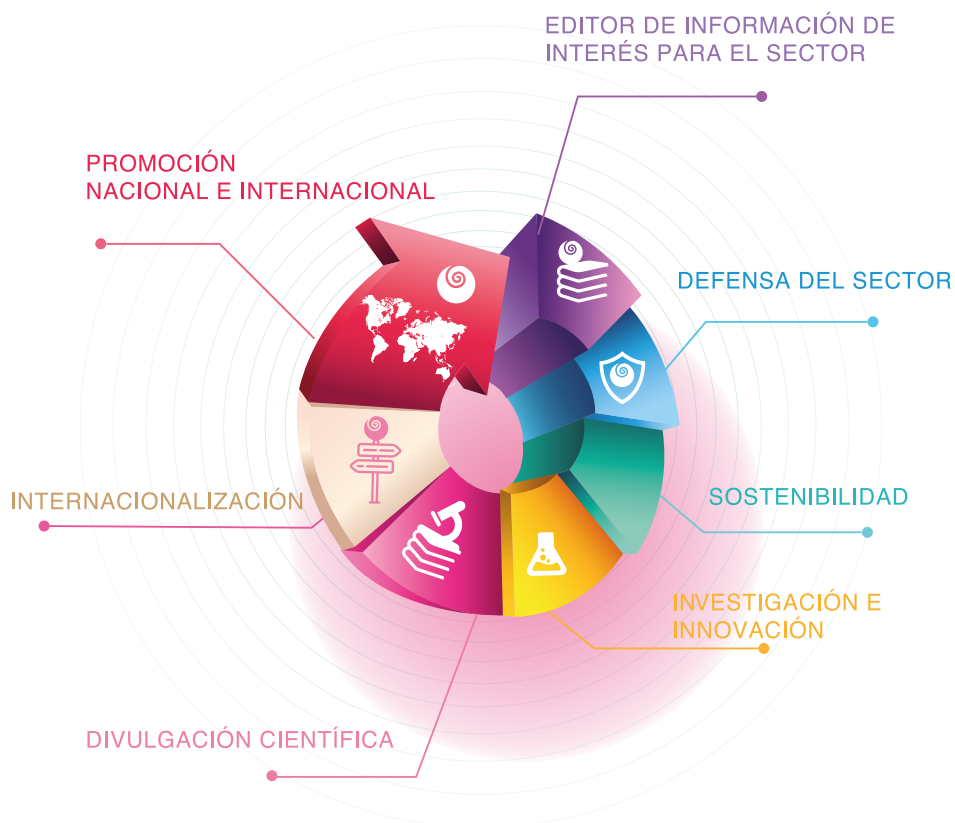 EDITOR DE INFORMACIÓN DE
INTERÉS PARA EL SECTOR
PROMOCIÓN
NACIONAL E INTERNACIONAL
DEFENSA DEL SECTOR
INTERNACIONALIZACIÓN
SOSTENIBILIDAD
INVESTIGACIÓN E
INNOVACIÓN
DIVULGACIÓN CIENTÍFICA